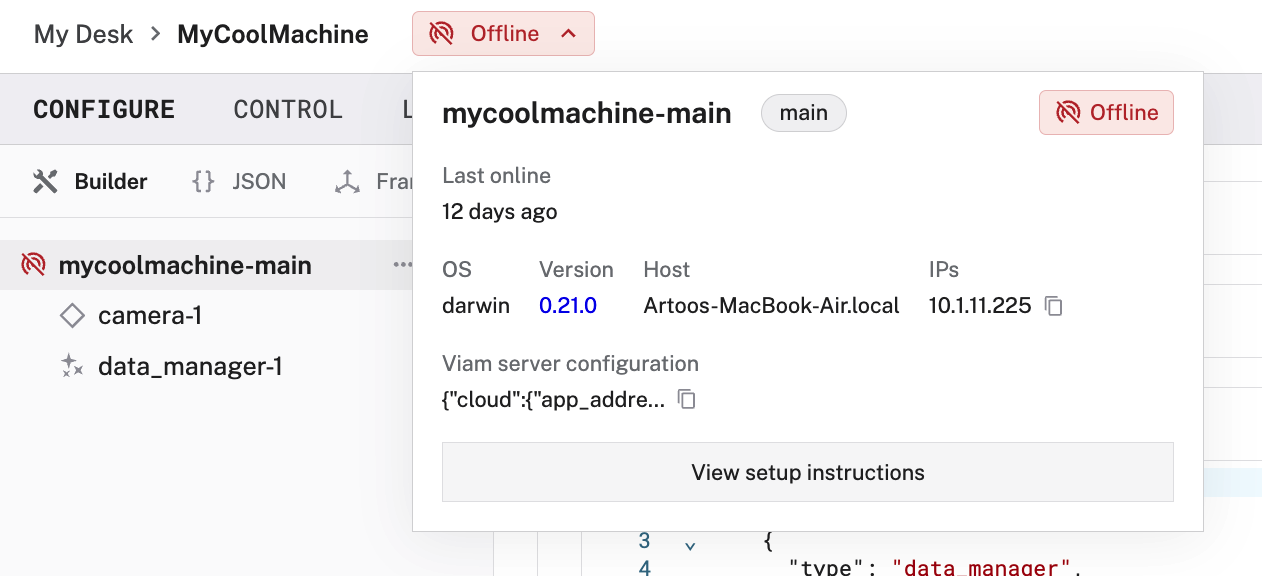 My Desk > MyCoolMachine Offline
CONFIGURE CONTROL L
mycoolmachine-main main Offline
Builder {} JSON Fra
Last online
12 days ago
mycoolmachine-main ...
camera-1
data_manager-1
OS Version Host IPs
darwin 0.21.0 Artoos-MacBook-Air.local 10.1.11.225
Viam server configuration
{"cloud":{"app_addre...
View setup instructions
3 {
4 "type": "data_manager",